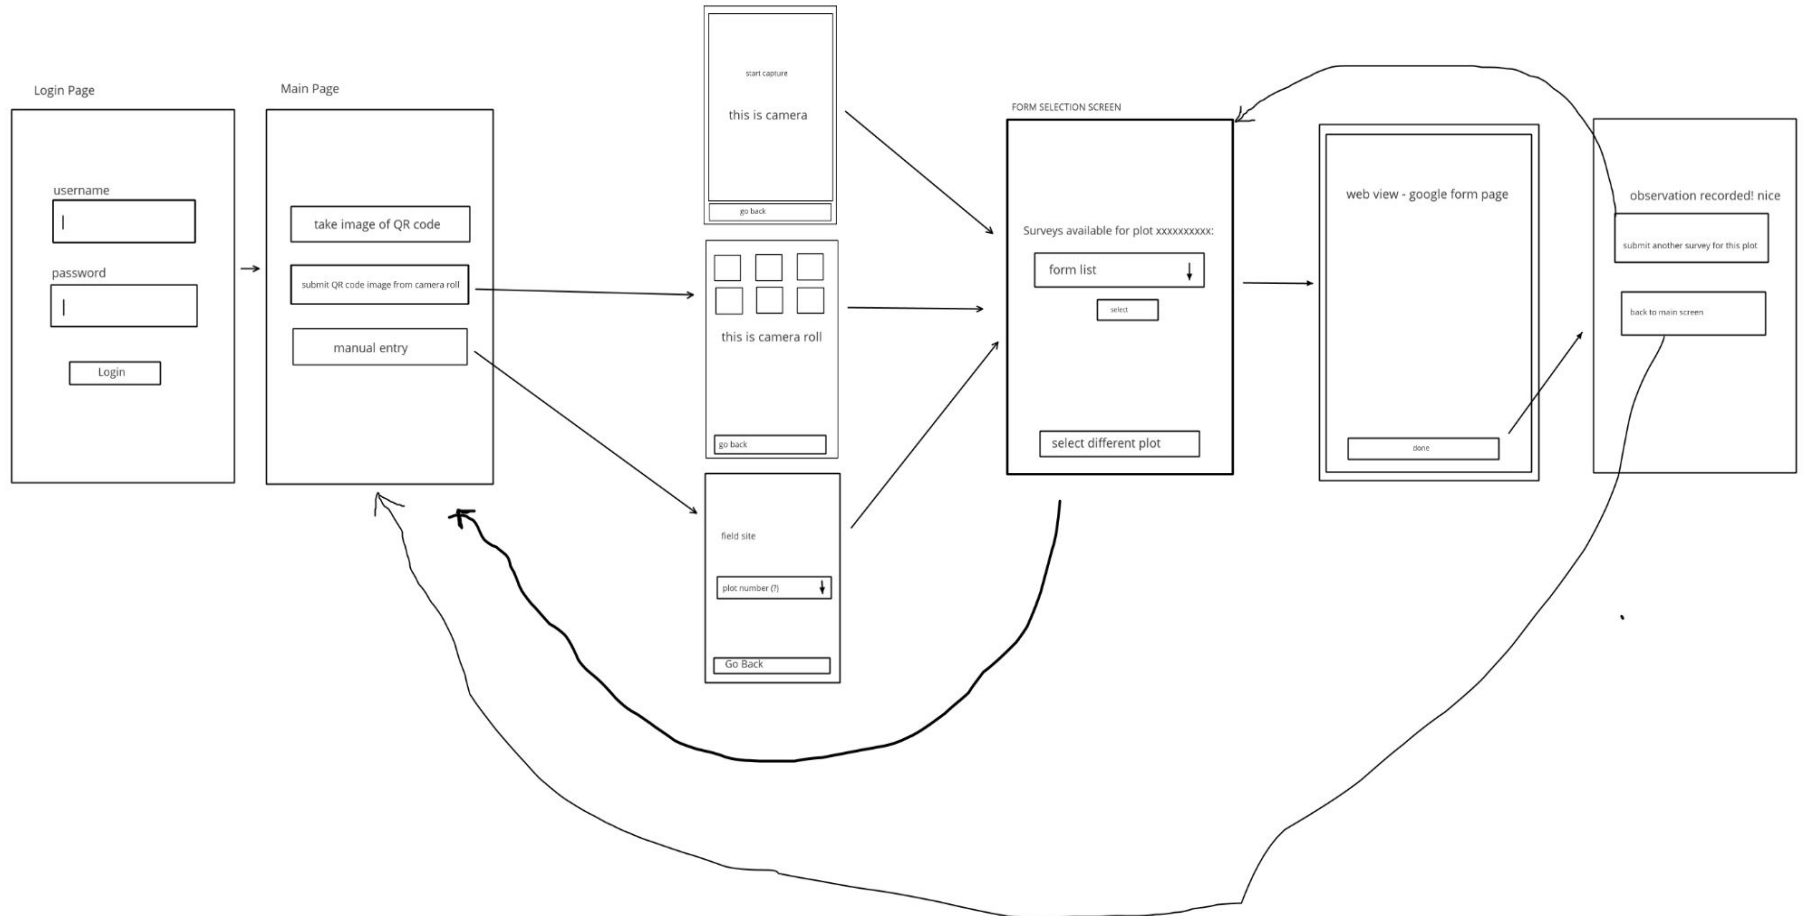 Login Page
username
password
Login
Main Page
take image of QR code
submit QR code image from camera roll
manual entry
start capture
this is camera
go back
this is camera roll
go back
field site
plot number (?)
Go Back
FORM SELECTION SCREEN
Surveys available for plot xxxxxxxxxx:
form list
select
select different plot
web view - google form page
done
observation recorded! nice
submit another survey for this plot
back to main screen